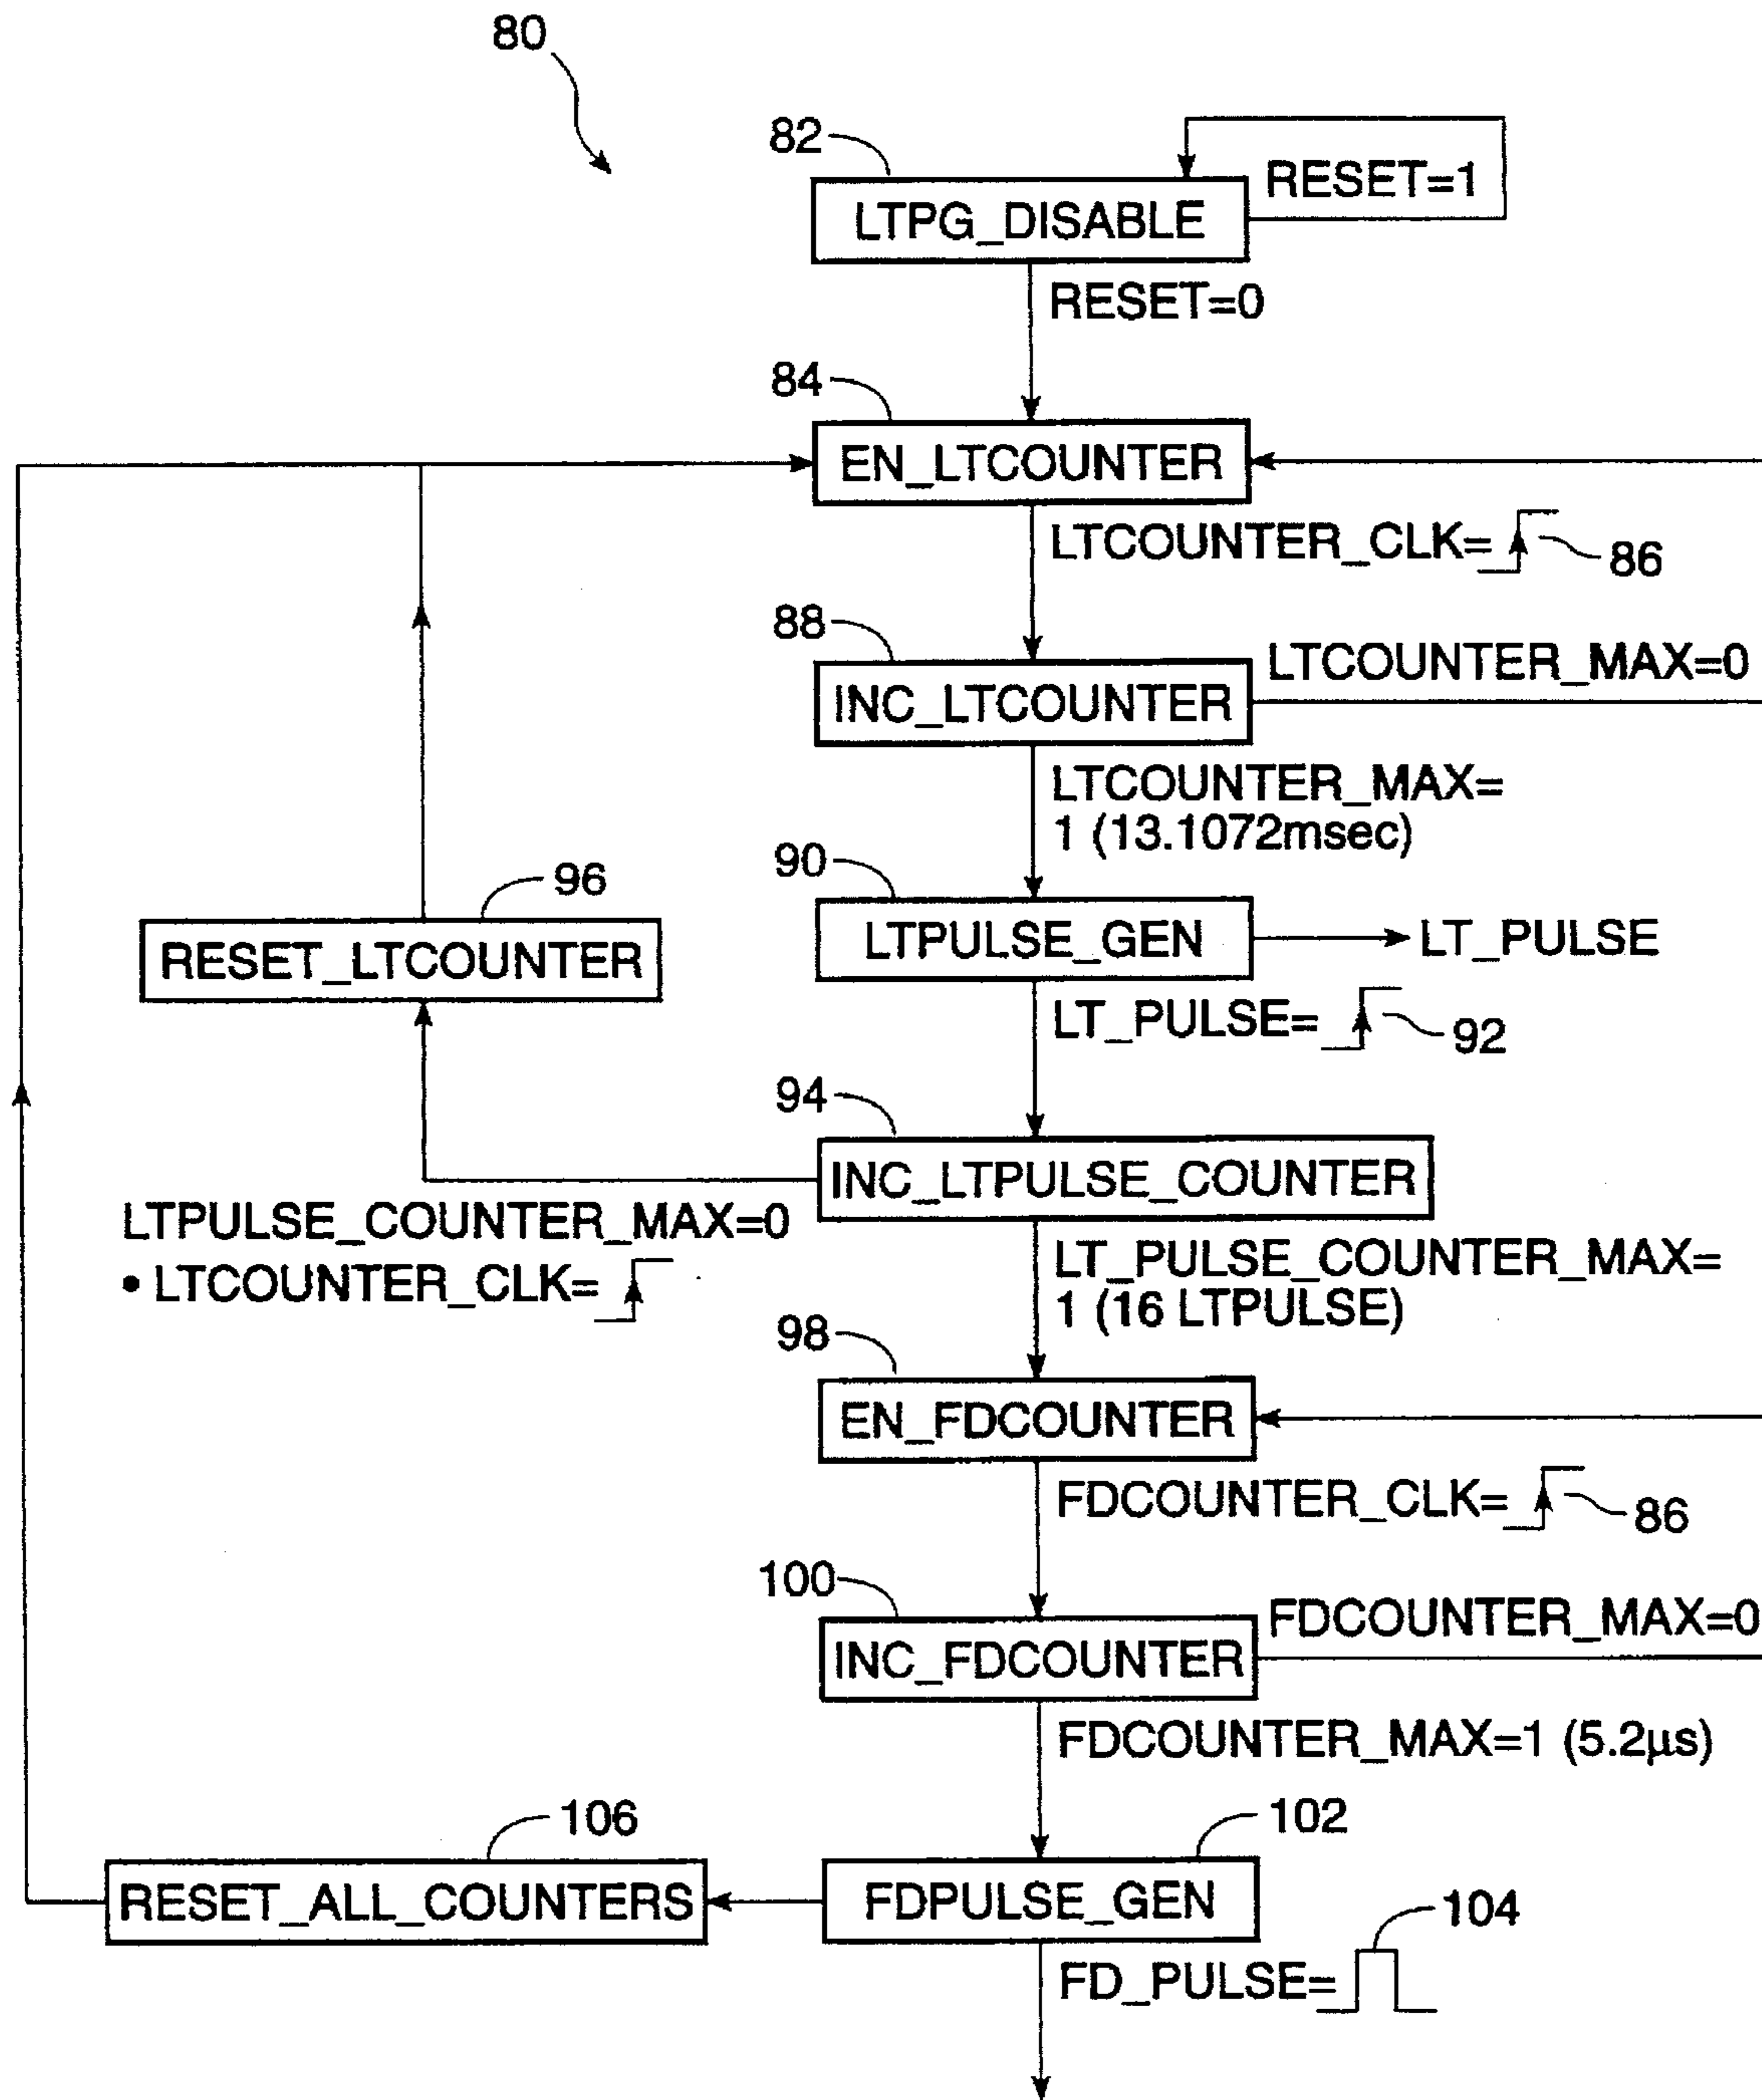 80
82
RESET=1
LTPG_DISABLE
RESET=0
84
EN_LTCOUNTER
LTCOUNTER_CLK=
86
88
LTCOUNTER_MAX=0
INC_LTCOUNTER
LTCOUNTER_MAX=
1 (13.1072msec)
90
96
LTPULSE_GEN
LT_PULSE
RESET_LTCOUNTER
LT_PULSE=
92
94
INC_LTPULSE_COUNTER
LTPULSE_COUNTER_MAX=0
• LTCOUNTER_CLK=
LT_PULSE_COUNTER_MAX=
1 (16 LTPULSE)
98
EN_FDCOUNTER
FDCOUNTER_CLK=
86
100
FDCOUNTER_MAX=0
INC_FDCOUNTER
FDCOUNTER_MAX=1 (5.2µs)
106
102
RESET_ALL_COUNTERS
FDPULSE_GEN
104
FD_PULSE=